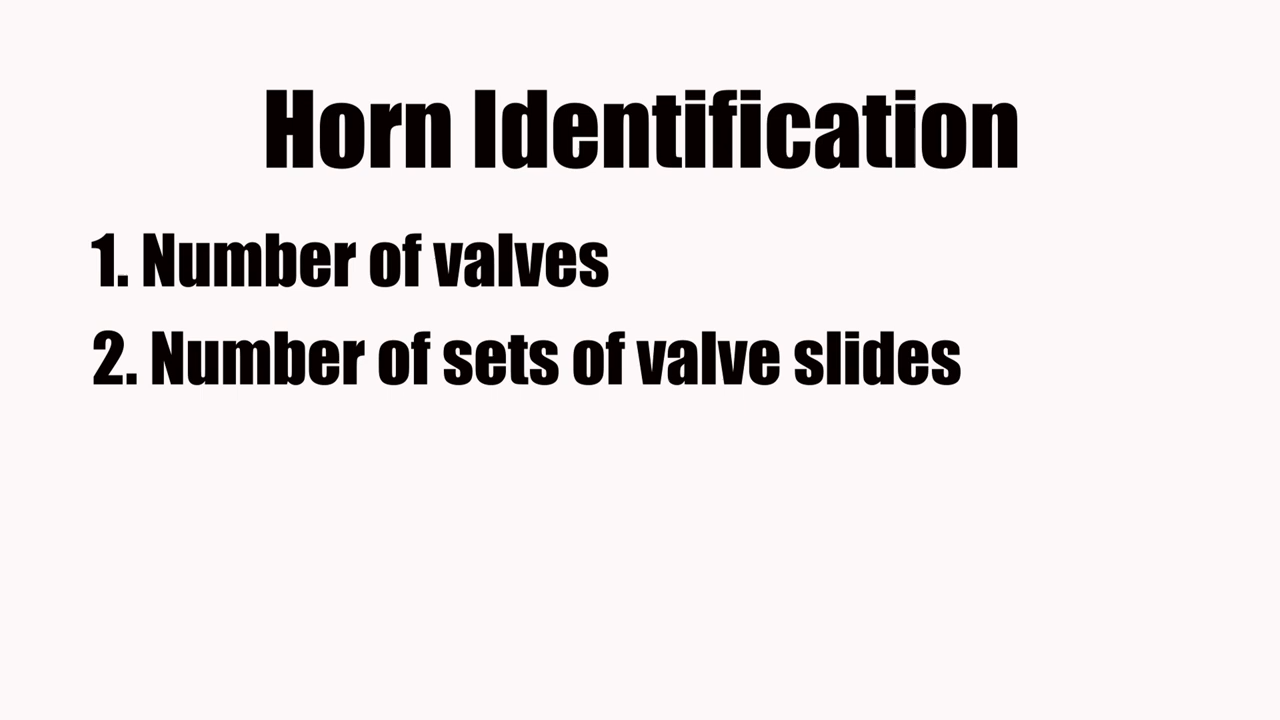 Horn Identification
1. Number of valves
2. Number of sets of valve slides